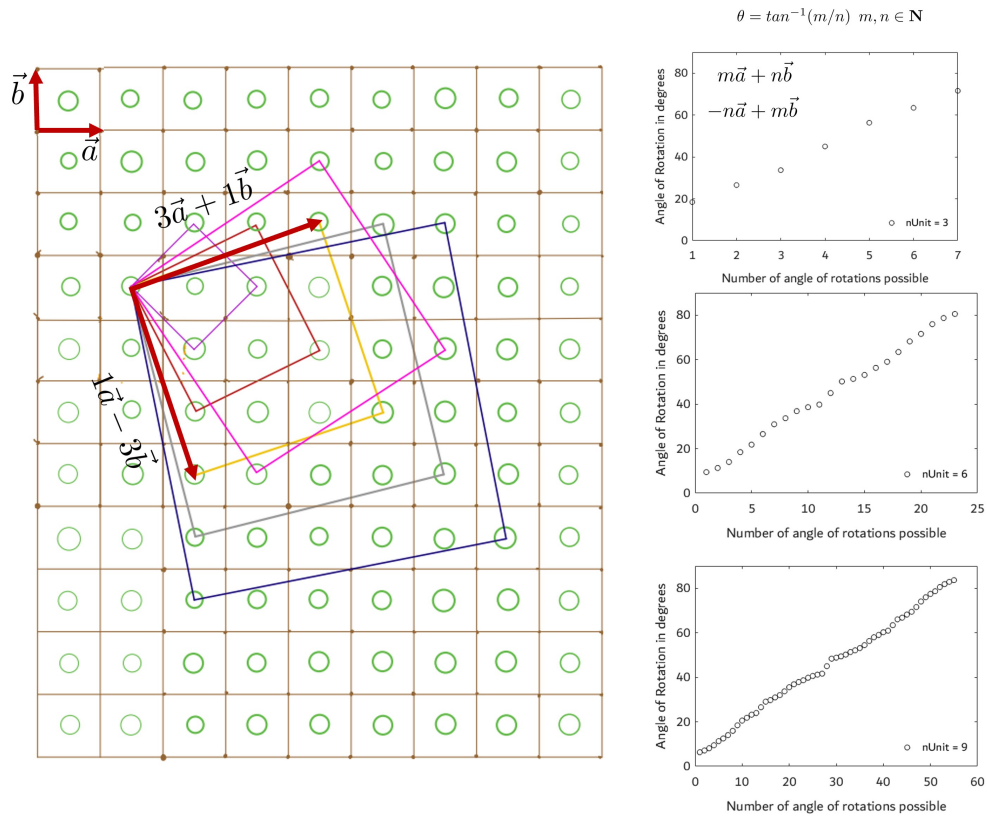 θ = tan⁻¹(m/n) m, n ∈ N
b⃗
a⃗
3a⃗ + 1b⃗
1a⃗ − 3b⃗
Angle of Rotation in degrees
80
60
40
20
0
ma⃗ + nb⃗
−na⃗ + mb⃗
nUnit = 3
1 2 3 4 5 6 7
Number of angle of rotations possible
Angle of Rotation in degrees
80
60
40
20
0
nUnit = 6
0 5 10 15 20 25
Number of angle of rotations possible
Angle of Rotation in degrees
80
60
40
20
0
nUnit = 9
0 10 20 30 40 50 60
Number of angle of rotations possible